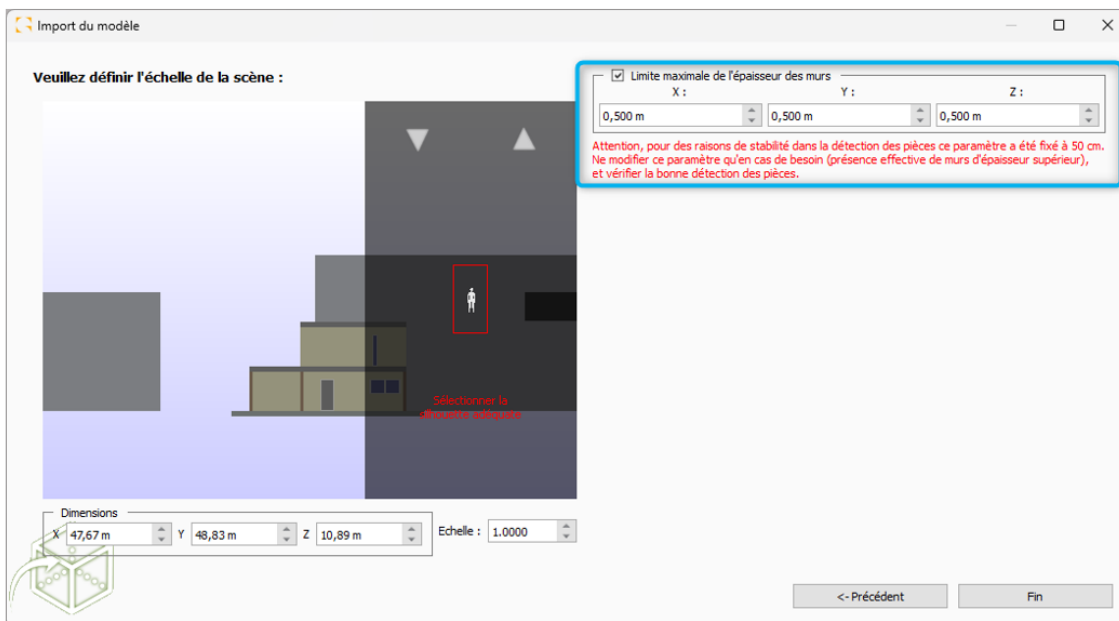 Import du modèle
Veuillez définir l'échelle de la scène :
Limite maximale de l'épaisseur des murs
X : Y : Z :
0,500 m 0,500 m 0,500 m
Attention, pour des raisons de stabilité dans la détection des pièces ce paramètre a été fixé à 50 cm.
Ne modifier ce paramètre qu'en cas de besoin (présence effective de murs d'épaisseur supérieur),
et vérifier la bonne détection des pièces.
Sélectionner la
silhouette adéquate
Dimensions
X 47,67 m Y 48,83 m Z 10,89 m Echelle : 1.0000
<- Précédent Fin